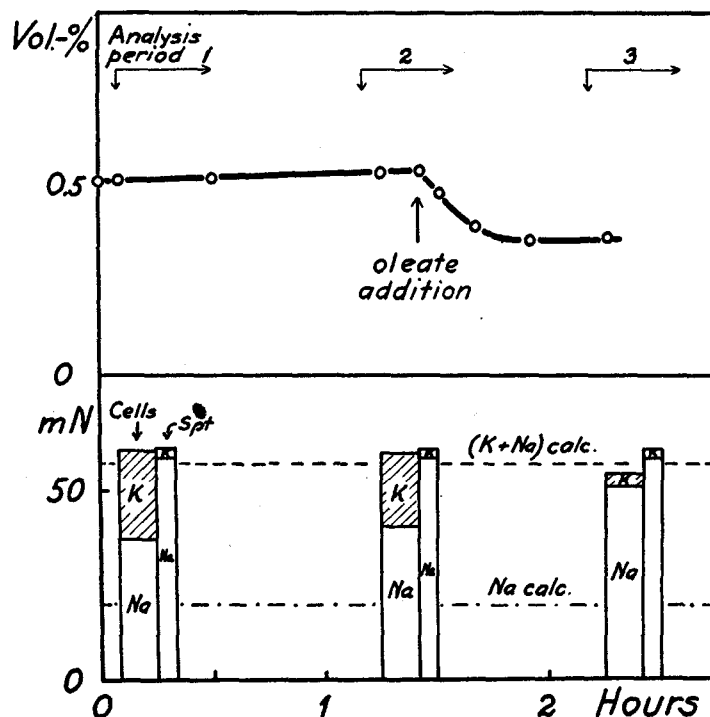 Vol.-%
Analysis
period 1
2
3
0.5
oleate
addition
0
mN
Cells
Spt
(K+Na) calc.
K
K
K
K
K
K
50
Na
Na
Na
Na
Na
Na calc.
0
0
1
2
Hours